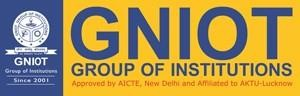 GNIOT
Group of Institutions
Since 2001
GNIOT
GROUP OF INSTITUTIONS
Approved by AICTE, New Delhi and Affiliated to AKTU-Lucknow